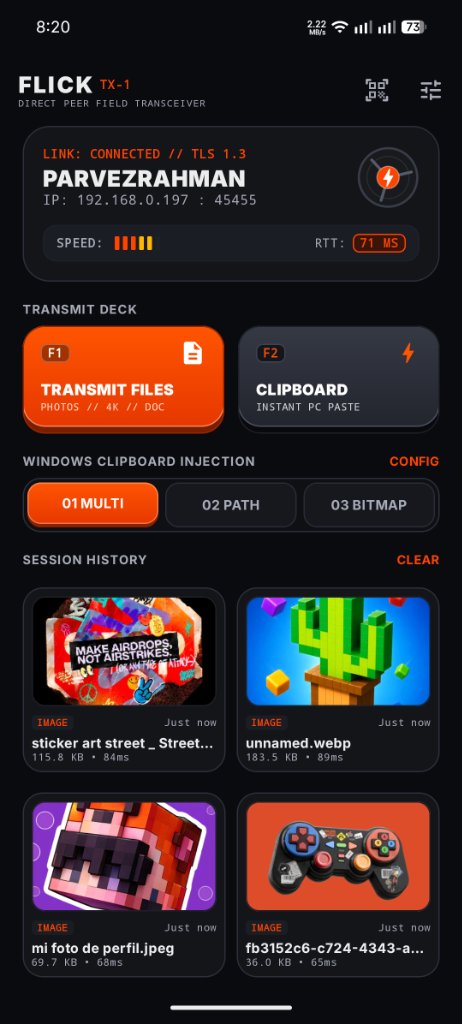 8:20
2.22
MB/s
73
FLICK TX-1
DIRECT PEER FIELD TRANSCEIVER
LINK: CONNECTED // TLS 1.3
PARVEZRAHMAN
IP: 192.168.0.197 : 45455
SPEED:
RTT: 71 MS
TRANSMIT DECK
F1
TRANSMIT FILES
PHOTOS // 4K // DOC
F2
CLIPBOARD
INSTANT PC PASTE
WINDOWS CLIPBOARD INJECTION CONFIG
01 MULTI
02 PATH
03 BITMAP
SESSION HISTORY CLEAR
MAKE AIRDROPS,
NOT AIRSTRIKES.
(OR ANY TYPE OF ATTACKS)
IMAGE Just now
sticker art street _ Street...
115.8 KB • 84ms
IMAGE Just now
unnamed.webp
183.5 KB • 89ms
IMAGE Just now
mi foto de perfil.jpeg
69.7 KB • 68ms
IMAGE Just now
fb3152c6-c724-4343-a...
36.0 KB • 65ms